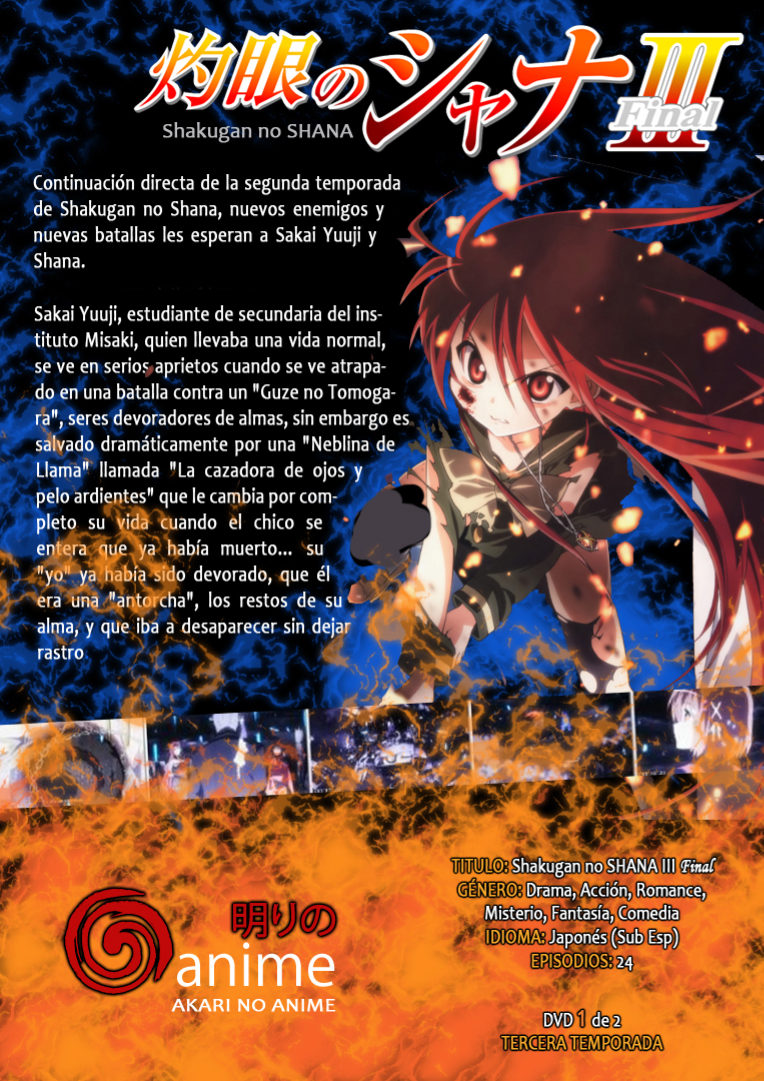 灼眼のシャナIII
Final
Shakugan no SHANA
Continuación directa de la segunda temporada
de Shakugan no Shana, nuevos enemigos y
nuevas batallas les esperan a Sakai Yuuji y
Shana.
Sakai Yuuji, estudiante de secundaria del ins-
tituto Misaki, quien llevaba una vida normal,
se ve en serios aprietos cuando se ve atrapa-
do en una batalla contra un "Guze no Tomoga-
ra", seres devoradores de almas, sin embargo es
salvado dramáticamente por una "Neblina de
Llama" llamada "La cazadora de ojos y
pelo ardientes" que le cambia por com-
pleto su vida cuando el chico se
entera que ya había muerto... su
"yo" ya había sido devorado, que él
era una "antorcha", los restos de su
alma, y que iba a desaparecer sin dejar
rastro
明りの
anime
AKARI NO ANIME
TITULO: Shakugan no SHANA III Final
GÉNERO: Drama, Acción, Romance,
Misterio, Fantasía, Comedia
IDIOMA: Japonés (Sub Esp)
EPISODIOS: 24
DVD 1 de 2
TERCERA TEMPORADA